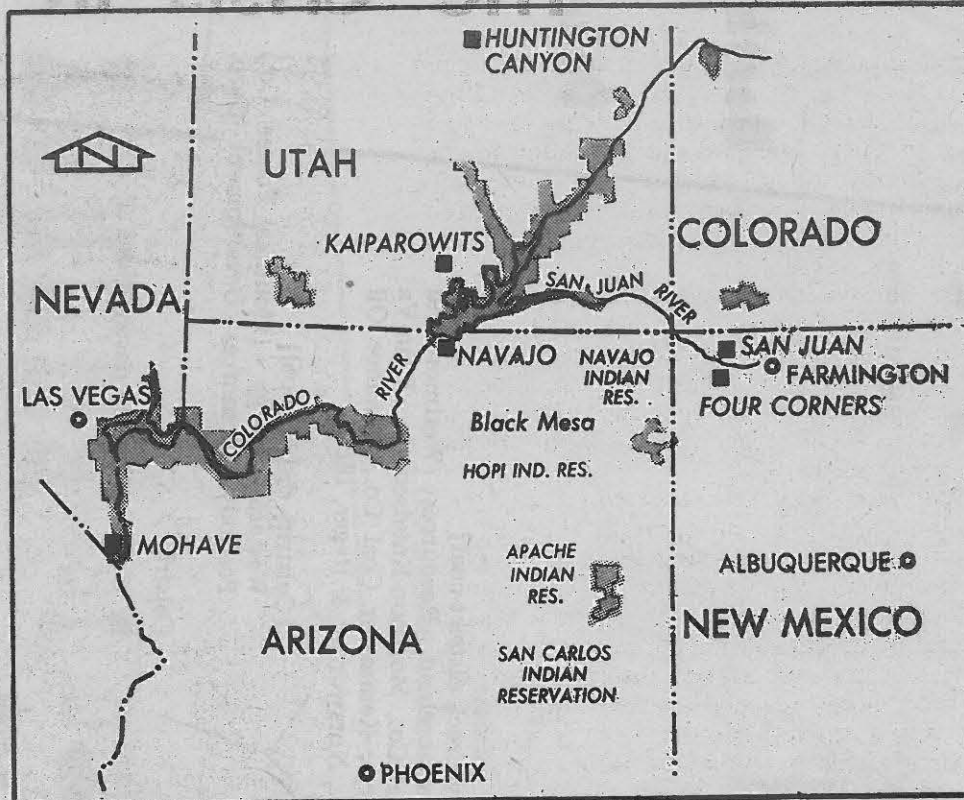 HUNTINGTON
CANYON
N
UTAH
KAIPAROWITS
COLORADO
SAN JUAN RIVER
NEVADA
NAVAJO
SAN JUAN
NAVAJO
INDIAN
RES.
FARMINGTON
FOUR CORNERS
LAS VEGAS
COLORADO RIVER
Black Mesa
HOPI IND. RES.
MOHAVE
APACHE
INDIAN
RES.
ALBUQUERQUE
ARIZONA
NEW MEXICO
SAN CARLOS
INDIAN
RESERVATION
PHOENIX